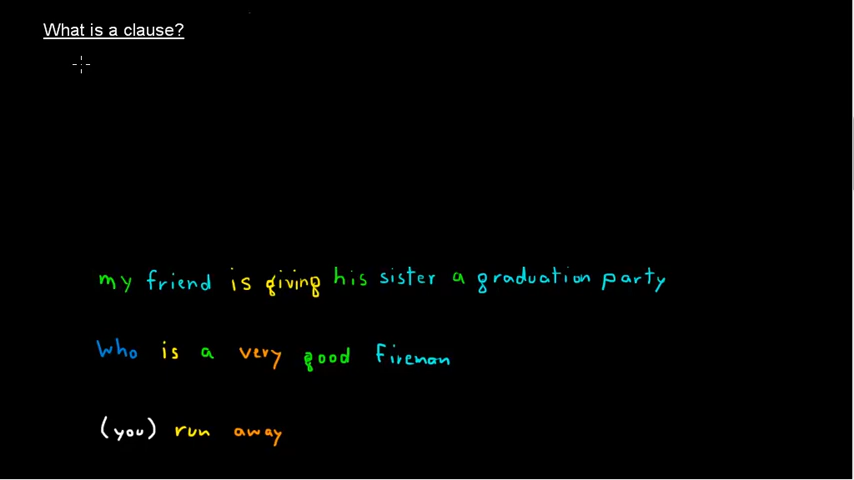 What is a clause?
my friend is giving his sister a graduation party
who is a very good fireman
(you) run away